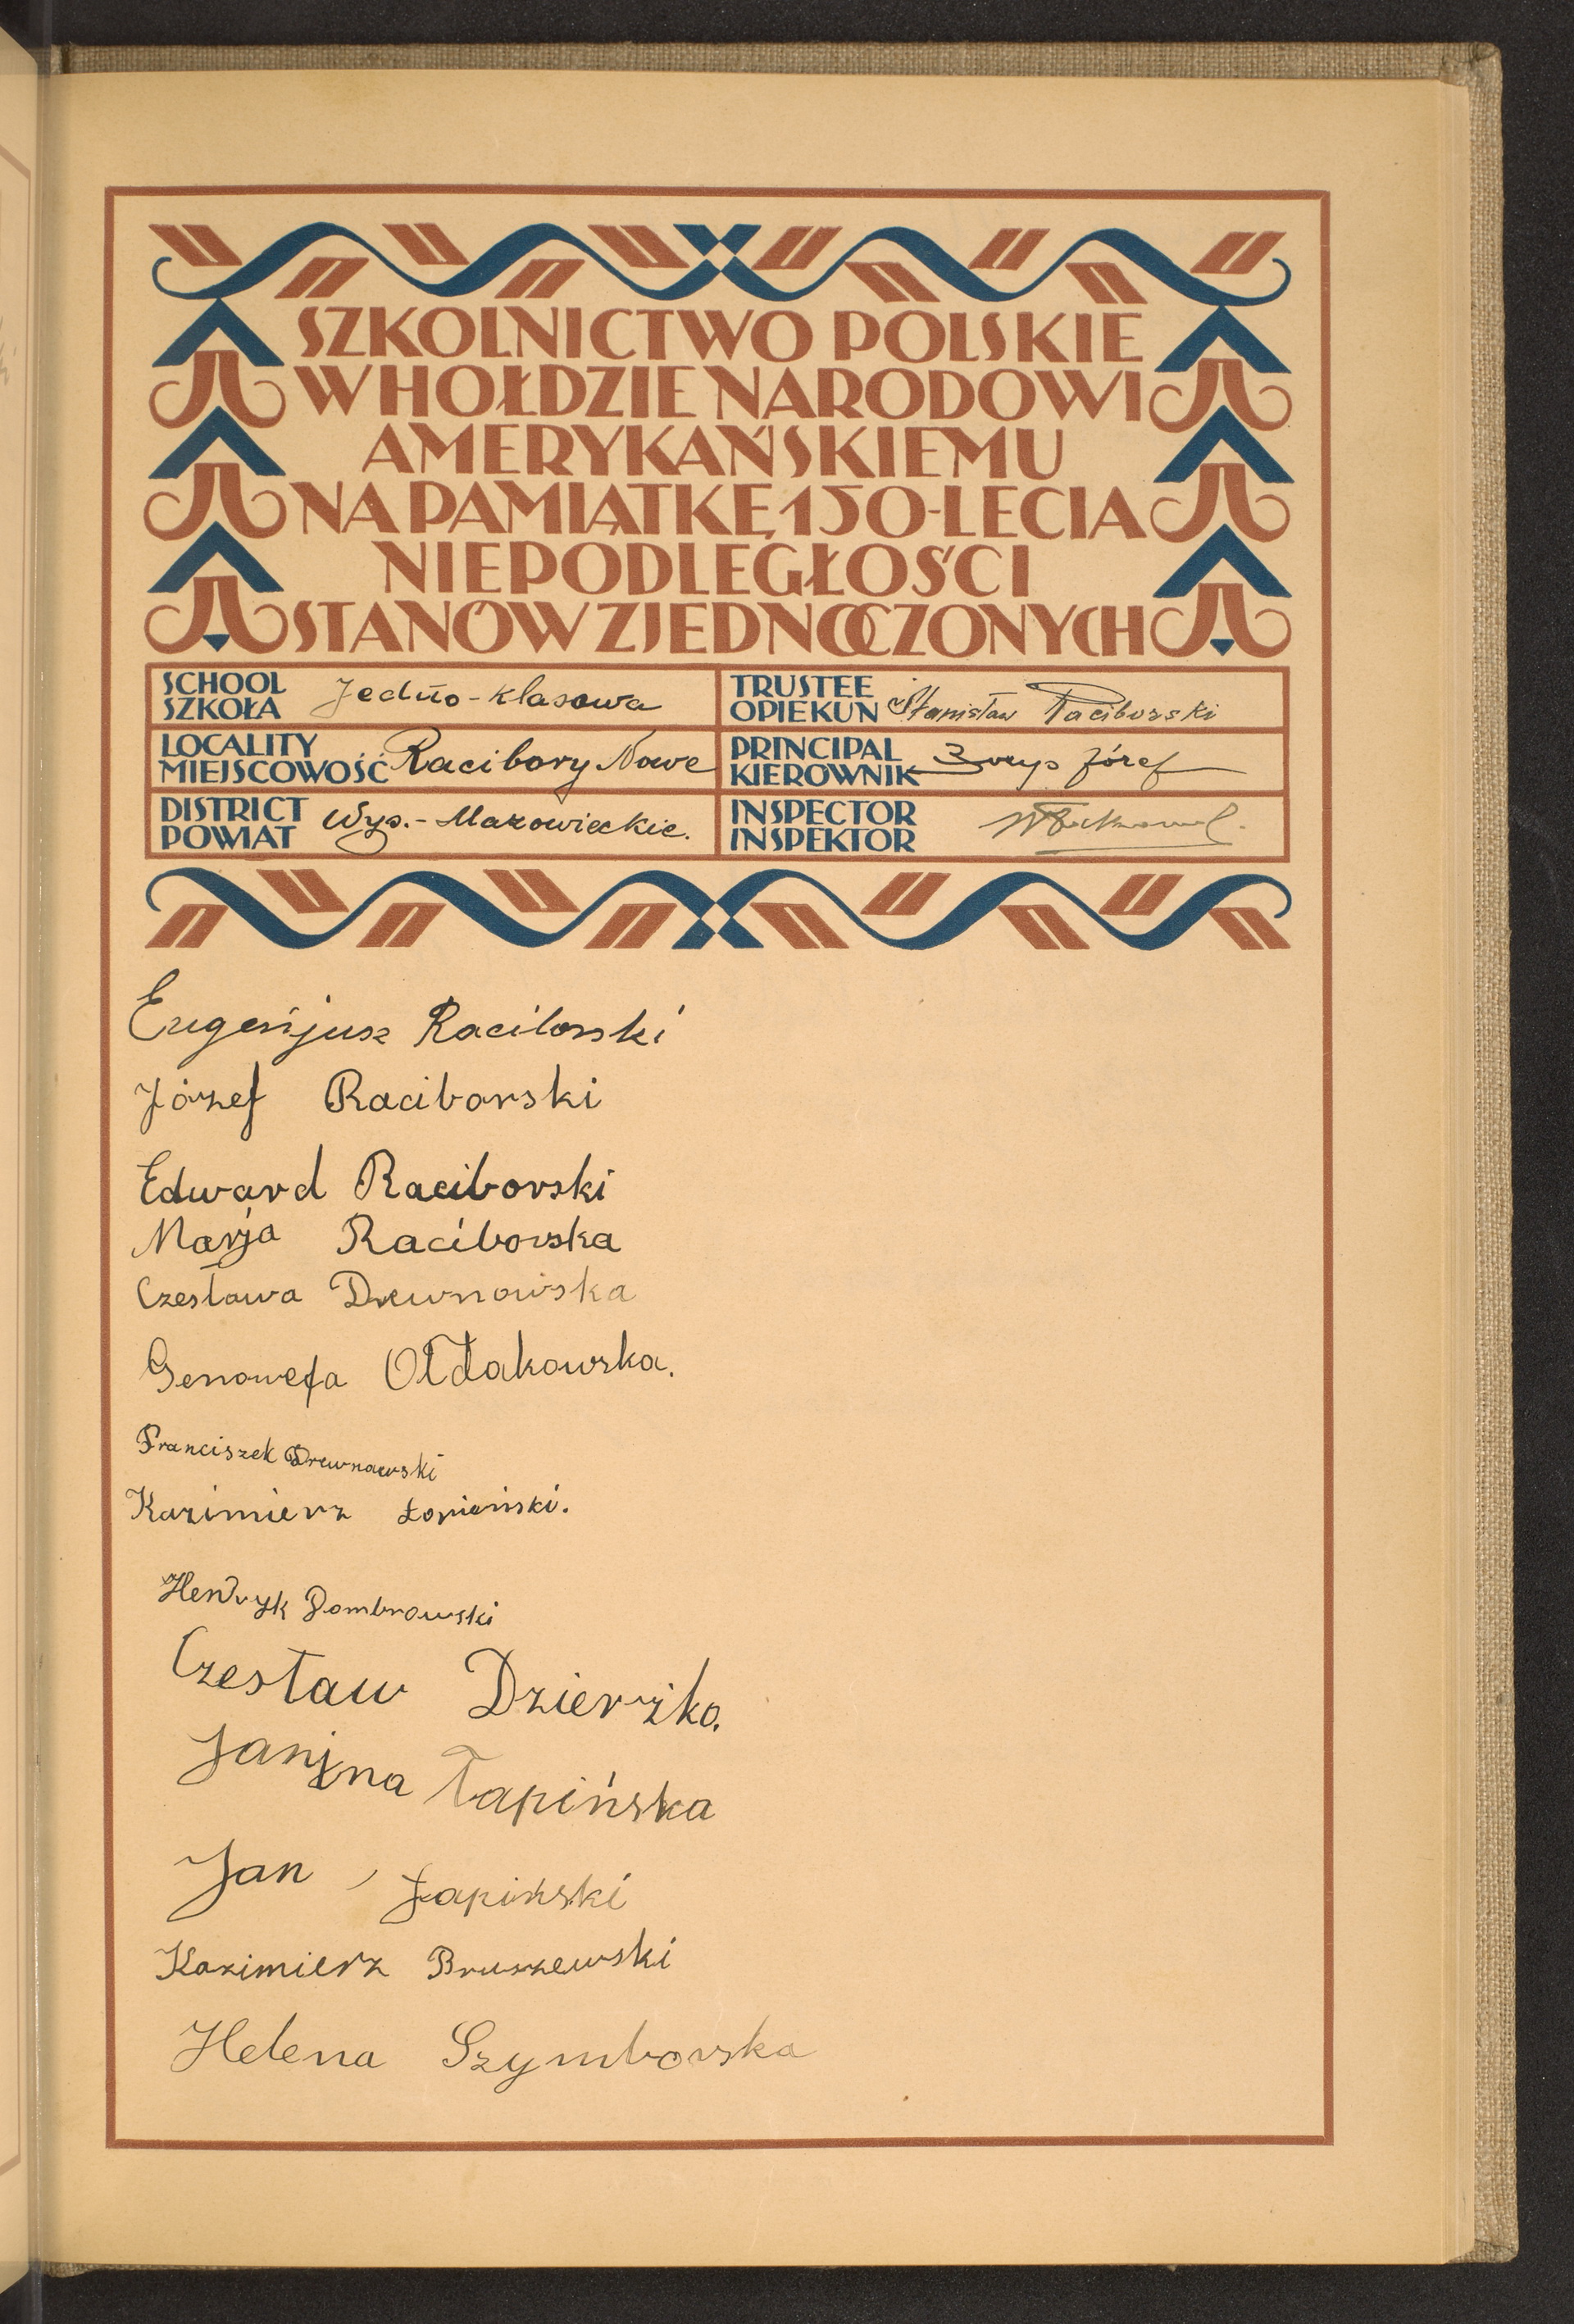 SZKOLNICTWO POLSKIE
W HOŁDZIE NARODOWI
AMERYKAŃSKIEMU
NA PAMIĄTKĘ 150-LECIA
NIEPODLEGŁOŚCI
STANÓW ZJEDNOCZONYCH
SCHOOL
SZKOŁA Jedno-klasowa
TRUSTEE
OPIEKUN Stanisław Raciborski
LOCALITY
MIEJSCOWOŚĆ Racibory Nowe
PRINCIPAL
KIEROWNIK Józef
DISTRICT
POWIAT Wys.-Mazowieckie.
INSPECTOR
INSPEKTOR
Eugenjusz Raciborski
Józef Raciborski
Edward Raciborski
Marja Raciborska
Czesława Drewnowska
Genowefa Ołdakowska.
Franciszek Drewnowski
Kazimierz Łopieński.
Henryk Dombrowski
Czesław Dzierżko.
Janina Łapińska
Jan Łapiński
Kazimierz Bruszewski
Helena Szymborska